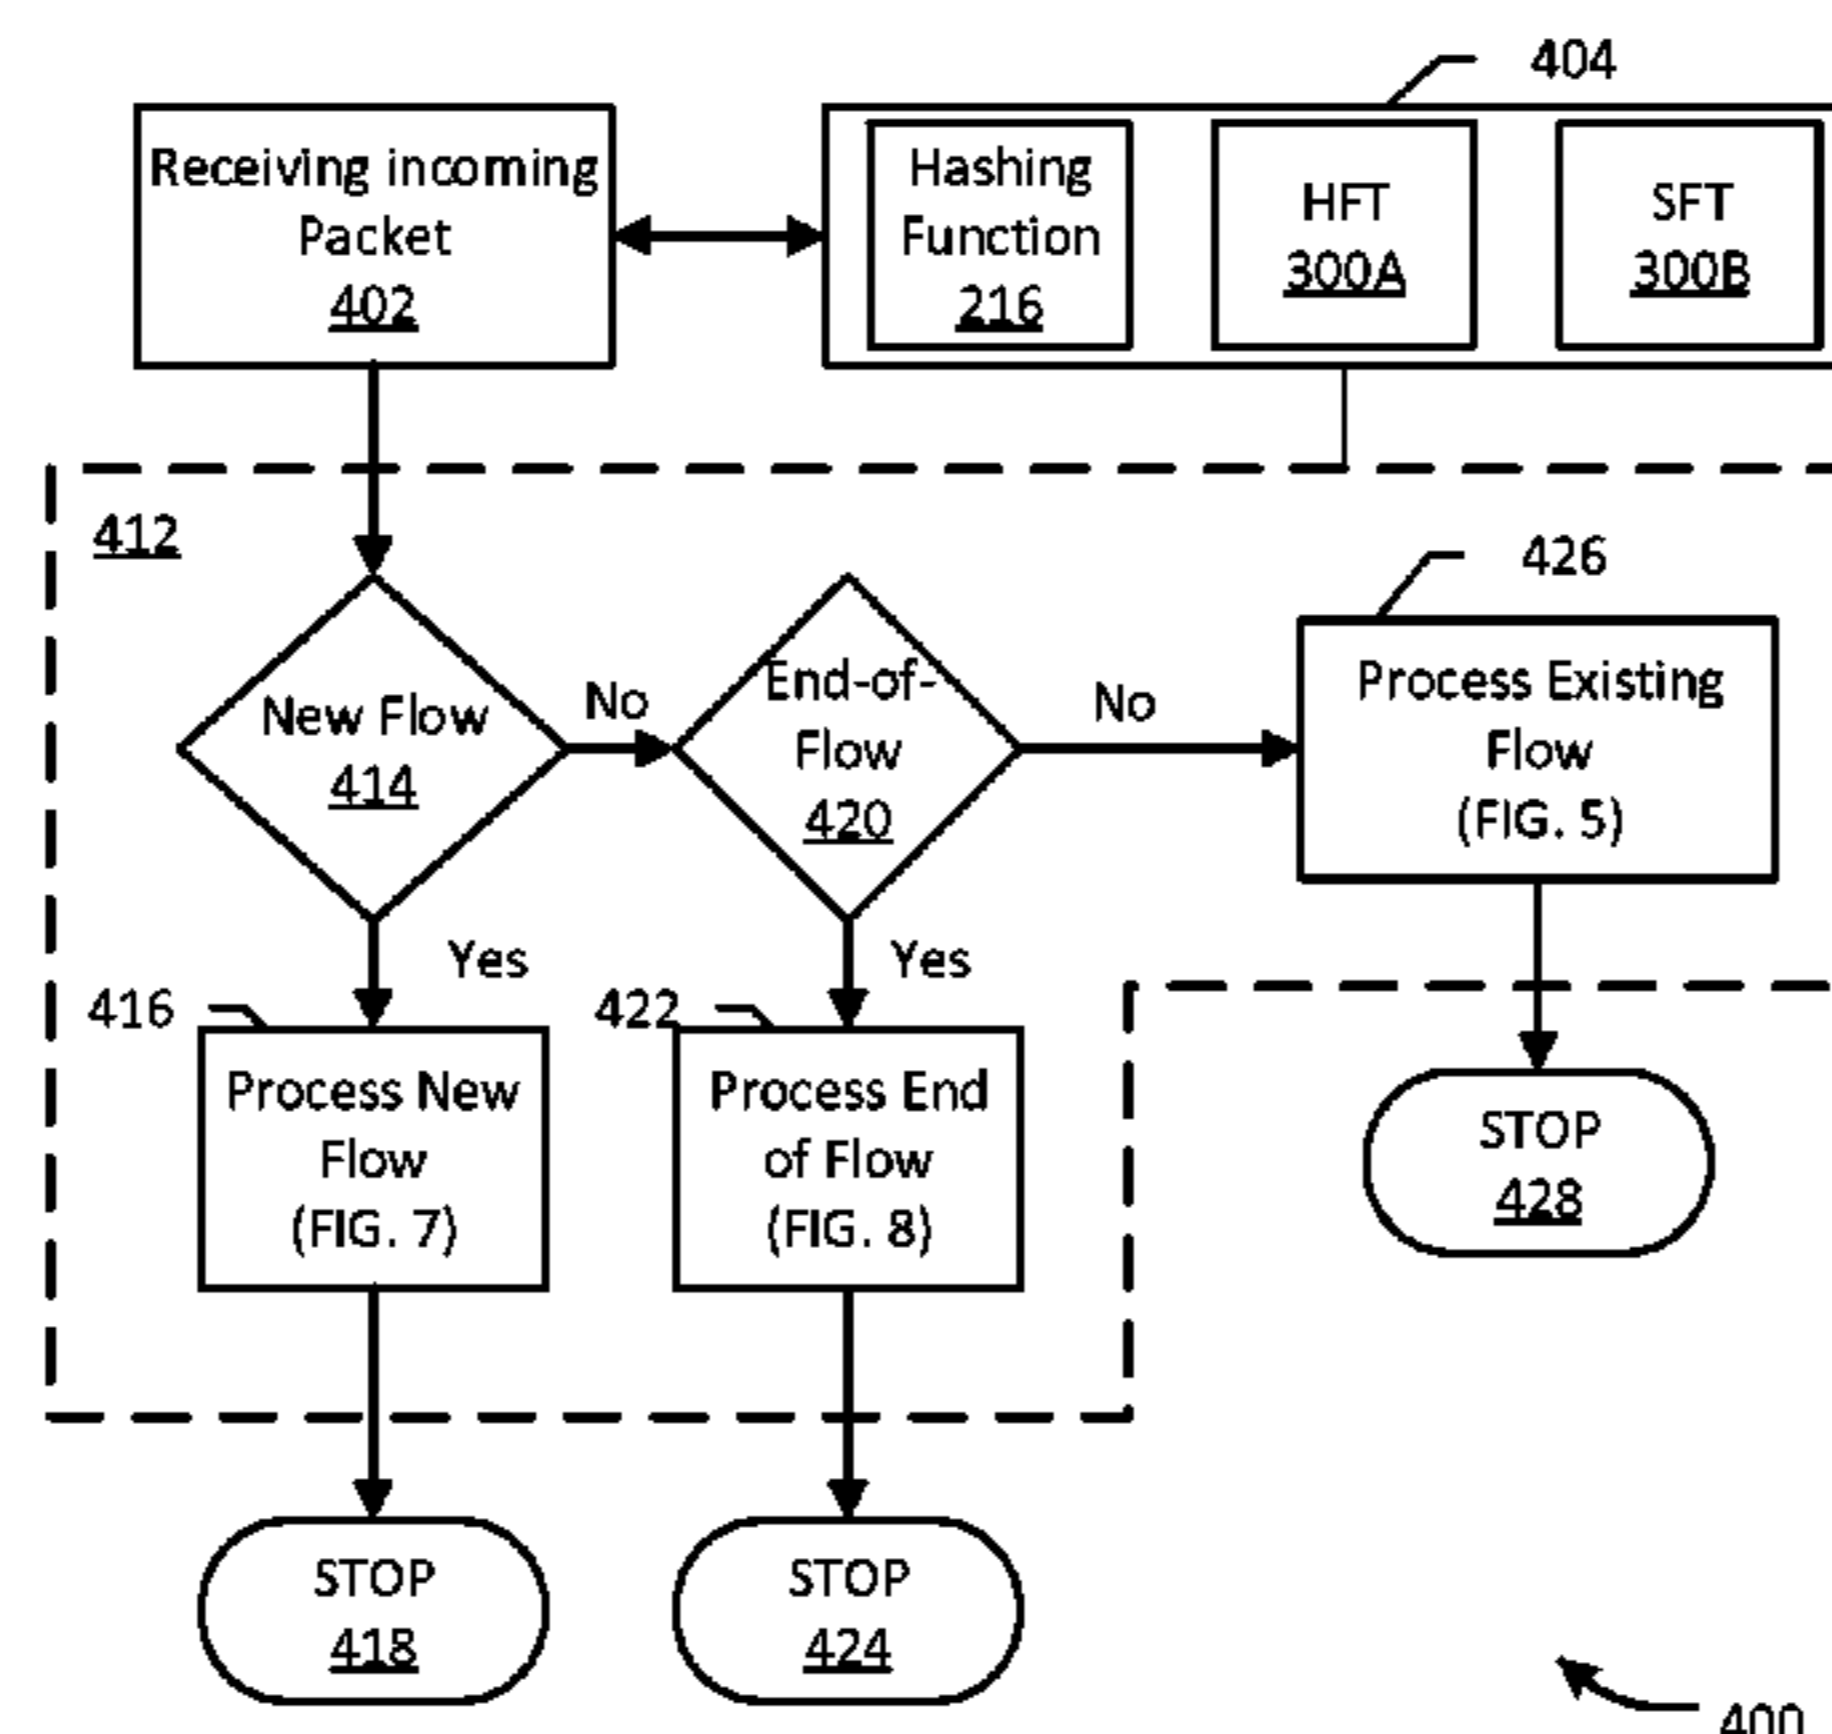 404
Receiving incoming
Packet
402
Hashing
Function
216
HFT
300A
SFT
300B
412
426
New Flow
414
No
End-of-
Flow
420
No
Process Existing
Flow
(FIG. 5)
Yes
Yes
416
422
Process New
Flow
(FIG. 7)
Process End
of Flow
(FIG. 8)
STOP
428
STOP
418
STOP
424
400